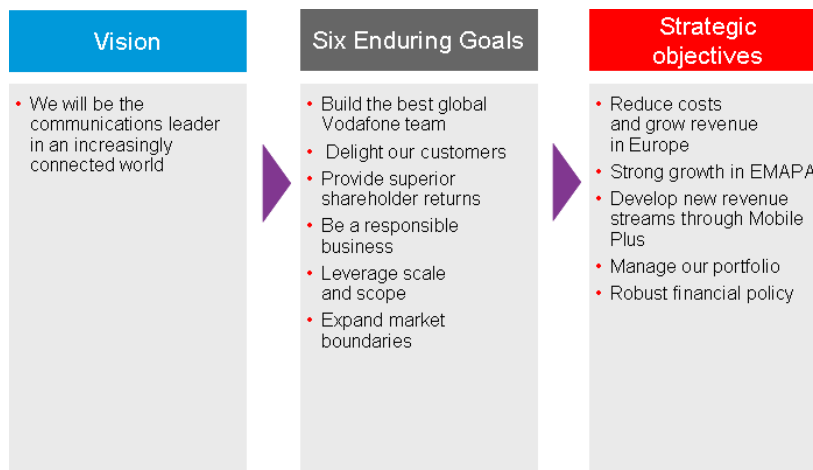 Vision
• We will be the
communications leader
in an increasingly
connected world
Six Enduring Goals
• Build the best global
Vodafone team
• Delight our customers
• Provide superior
shareholder returns
• Be a responsible
business
• Leverage scale
and scope
• Expand market
boundaries
Strategic
objectives
• Reduce costs
and grow revenue
in Europe
• Strong growth in EMAPA
• Develop new revenue
streams through Mobile
Plus
• Manage our portfolio
• Robust financial policy